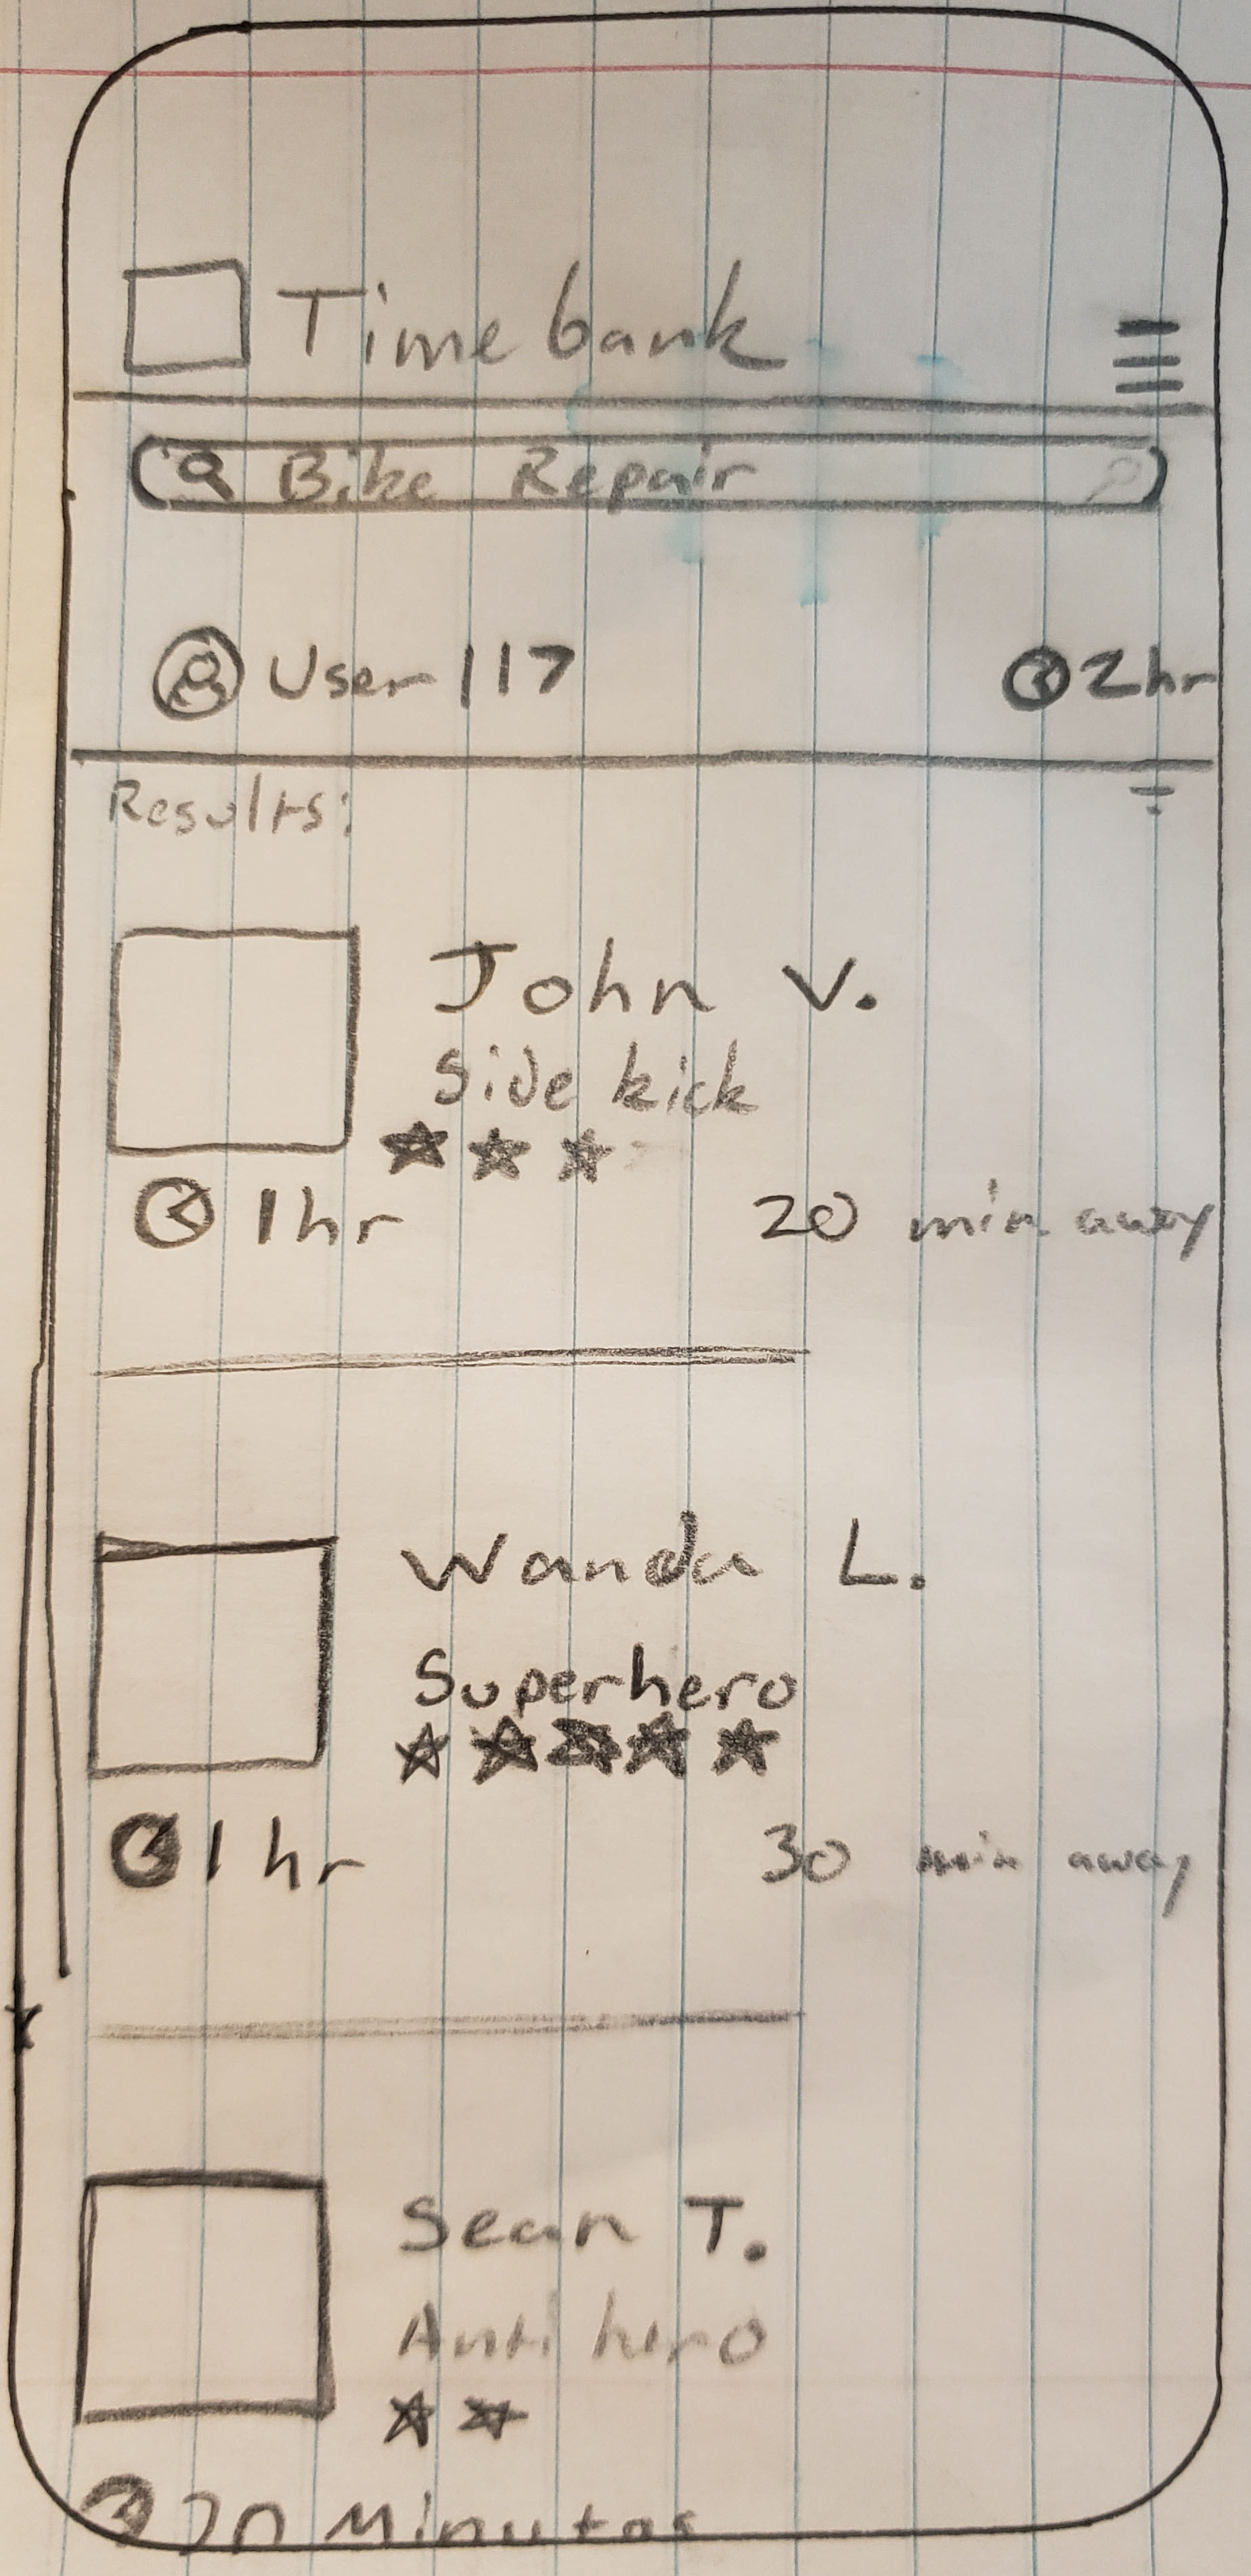 Time bank
Bike Repair
User 117
2hr
Results:
John V.
Side kick
1hr
20 min away
Wanda L.
Superhero
1hr
30 min away
Sean T.
Anti hero
Minutes